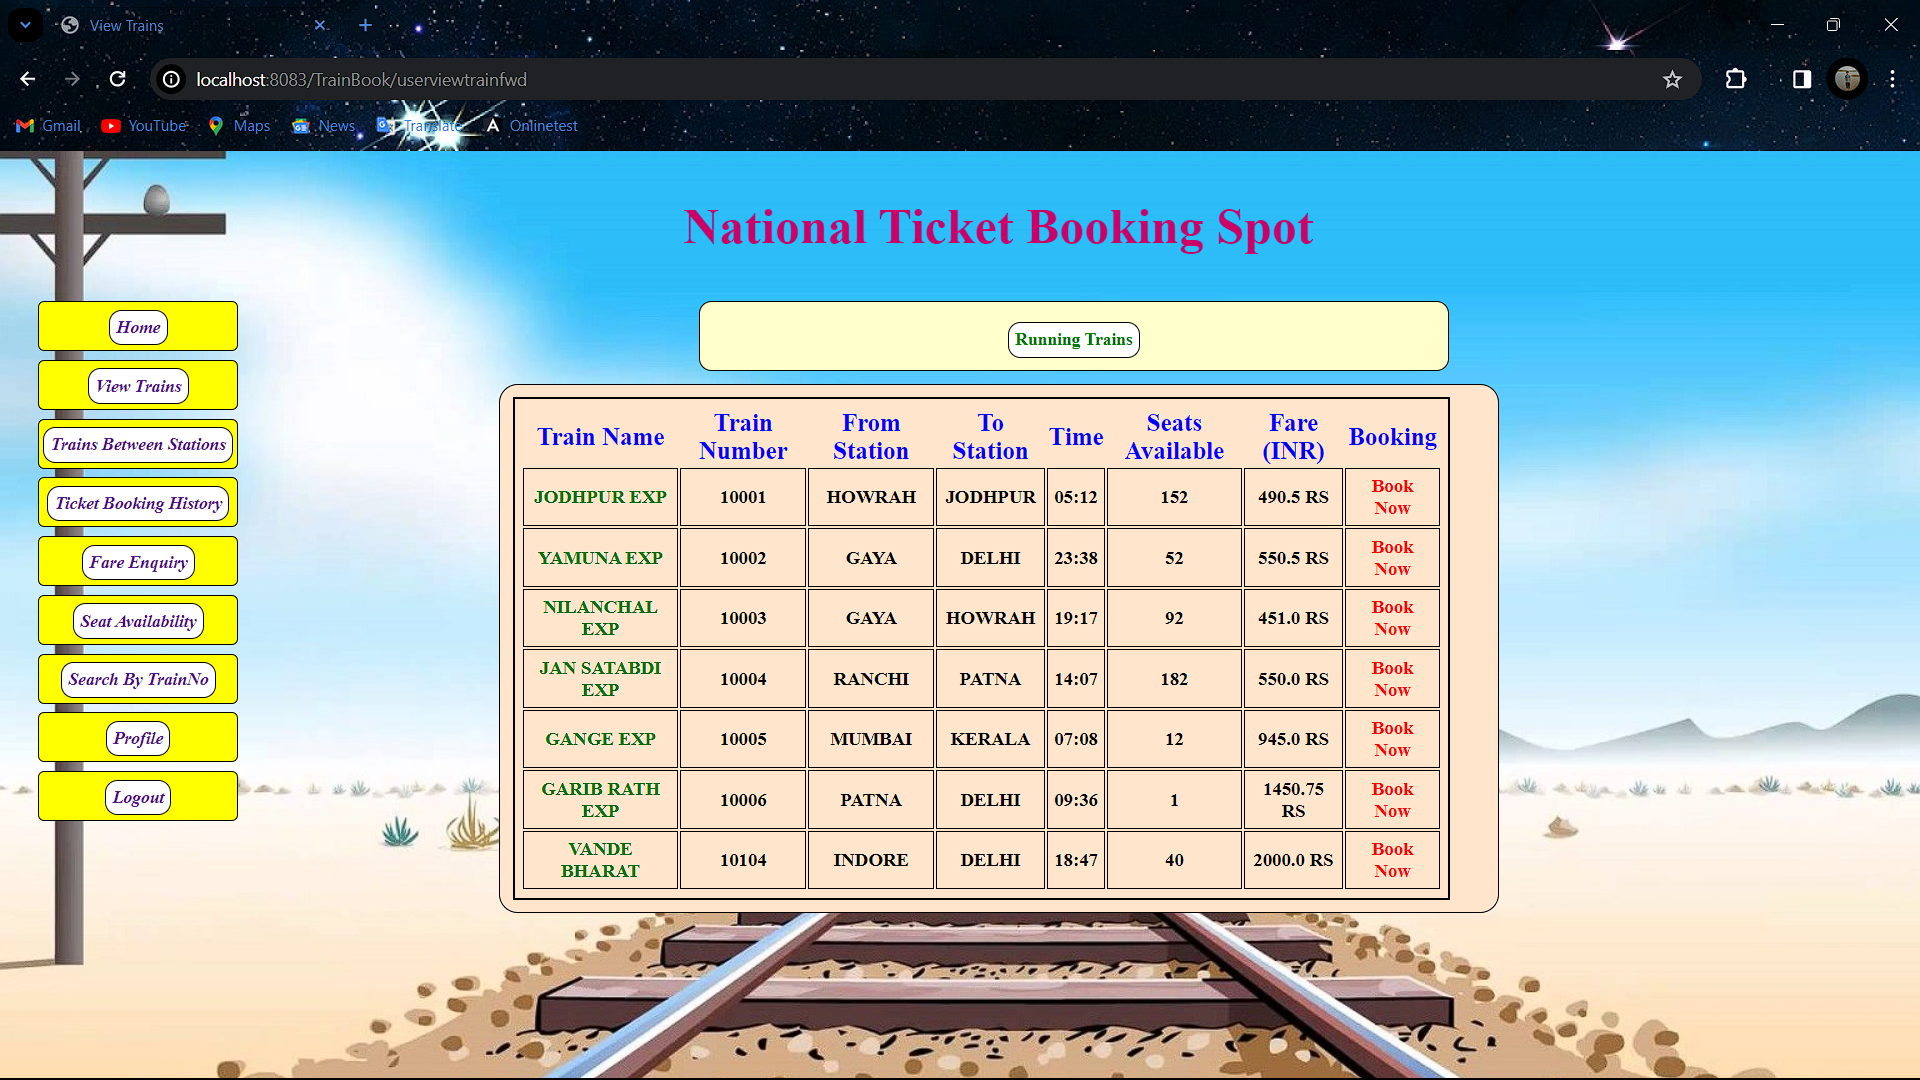 View Trains
localhost:8083/TrainBook/userviewtrainfwd
Gmail YouTube Maps News Translate Onlinetest
National Ticket Booking Spot
Home
View Trains
Trains Between Stations
Ticket Booking History
Fare Enquiry
Seat Availability
Search By TrainNo
Profile
Logout
Running Trains
Train Name Train Number From Station To Station Time Seats Available Fare (INR) Booking
JODHPUR EXP 10001 HOWRAH JODHPUR 05:12 152 490.5 RS Book Now
YAMUNA EXP 10002 GAYA DELHI 23:38 52 550.5 RS Book Now
NILANCHAL EXP 10003 GAYA HOWRAH 19:17 92 451.0 RS Book Now
JAN SATABDI EXP 10004 RANCHI PATNA 14:07 182 550.0 RS Book Now
GANGE EXP 10005 MUMBAI KERALA 07:08 12 945.0 RS Book Now
GARIB RATH EXP 10006 PATNA DELHI 09:36 1 1450.75 RS Book Now
VANDE BHARAT 10104 INDORE DELHI 18:47 40 2000.0 RS Book Now